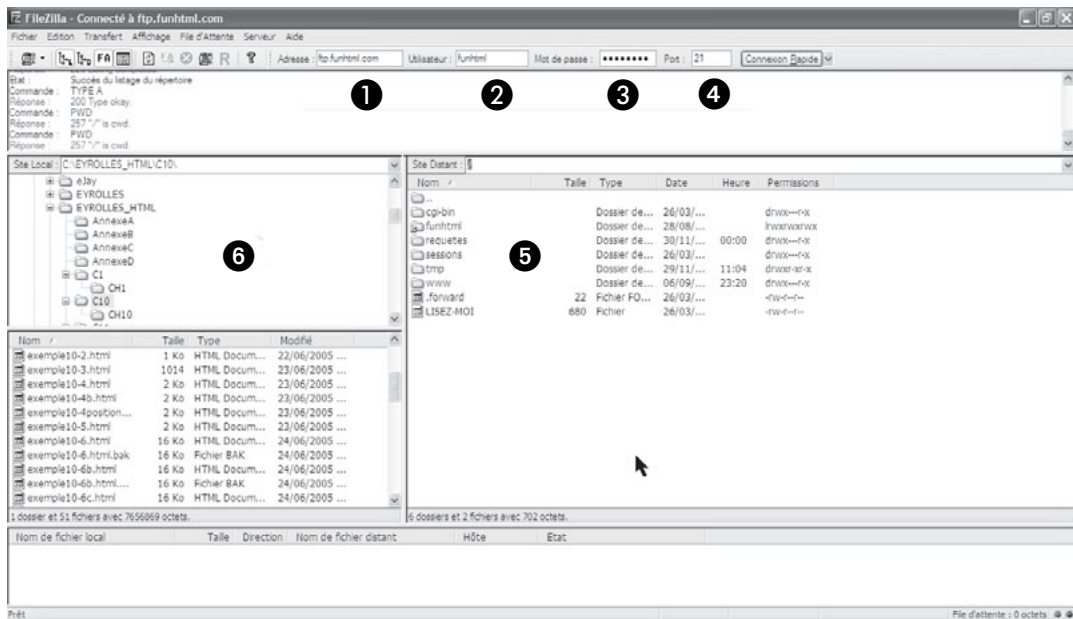 FileZilla - Connecté à ftp.funhtml.com
Fichier Edition Transfert Affichage File d'Attente Serveur Aide
Adresse : ftp.funhtml.com Utilisateur : funhtml Mot de passe : •••••••• Port : 21 Connexion Rapide
1 2 3 4
Etat : Succès du listage du répertoire
Commande : TYPE A
Réponse : 200 Type okay.
Commande : PWD
Réponse : 257 "/" is cwd.
Commande : PWD
Réponse : 257 "/" is cwd.
Site Local : C:\EYROLLES_HTML\C10\
eJay
EYROLLES
EYROLLES_HTML
AnnexeA
AnnexeB
AnnexeC
AnnexeD
C1
CH1
C10
CH10
6
Nom Taille Type Modifié
exemple10-2.html 1 Ko HTML Docum... 22/06/2005 ...
exemple10-3.html 1014 HTML Docum... 23/06/2005 ...
exemple10-4.html 2 Ko HTML Docum... 23/06/2005 ...
exemple10-4b.html 2 Ko HTML Docum... 23/06/2005 ...
exemple10-4position... 2 Ko HTML Docum... 23/06/2005 ...
exemple10-5.html 2 Ko HTML Docum... 23/06/2005 ...
exemple10-6.html 16 Ko HTML Docum... 24/06/2005 ...
exemple10-6.html.bak 16 Ko Fichier BAK 24/06/2005 ...
exemple10-6b.html 16 Ko HTML Docum... 24/06/2005 ...
exemple10-6b.html.... 16 Ko Fichier BAK 24/06/2005 ...
exemple10-6c.html 16 Ko HTML Docum... 24/06/2005 ...
1 dossier et 51 fichiers avec 7656869 octets.
Site Distant : /
Nom Taille Type Date Heure Permissions
..
cgi-bin Dossier de... 26/03/... drwx---r-x
funhtml Dossier de... 28/08/... lrwxrwxrwx
requetes Dossier de... 30/11/... 00:00 drwx---r-x
sessions Dossier de... 26/03/... drwx---r-x
tmp Dossier de... 29/11/... 11:04 drwxr-xr-x
www Dossier de... 06/09/... 23:20 drwx---r-x
.forward 22 Fichier FO... 26/03/... -rw-r--r--
LISEZ-MOI 680 Fichier 26/03/... -rw-r--r--
5
6 dossiers et 2 fichiers avec 702 octets.
Nom de fichier local Taille Direction Nom de fichier distant Hôte Etat
Prêt File d'attente : 0 octets